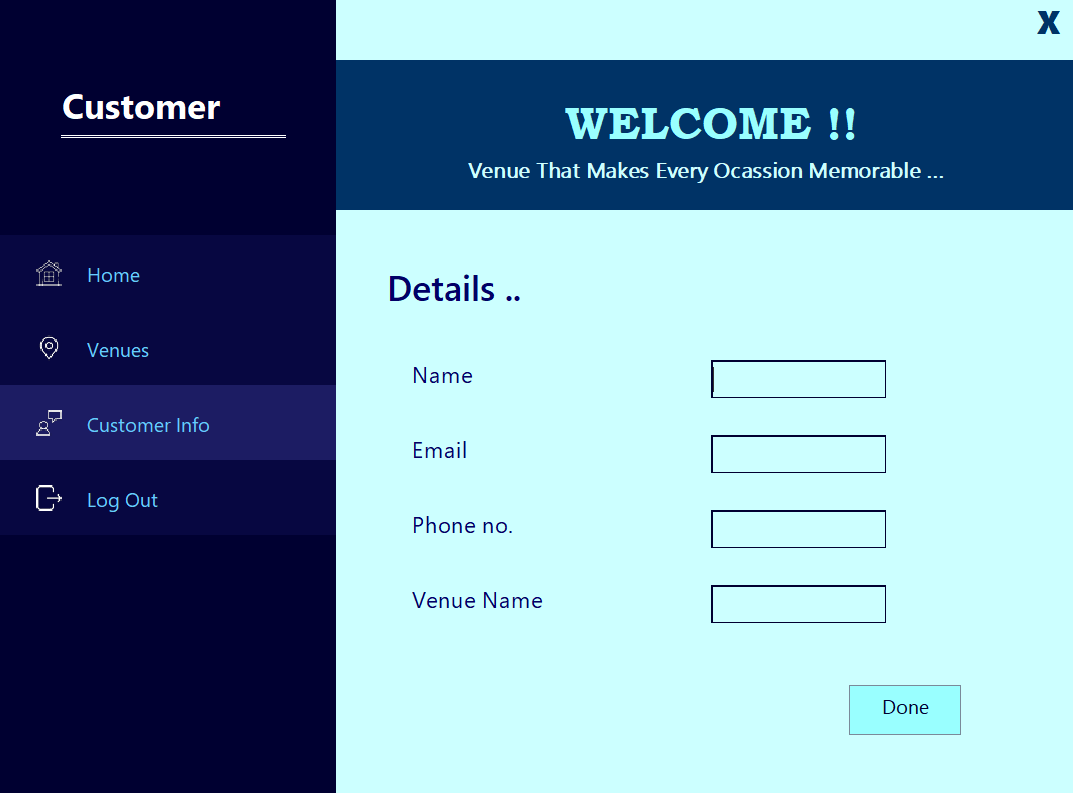 X
Customer
WELCOME !!
Venue That Makes Every Ocassion Memorable ...
Home
Venues
Customer Info
Log Out
Details ..
Name
Email
Phone no.
Venue Name
Done